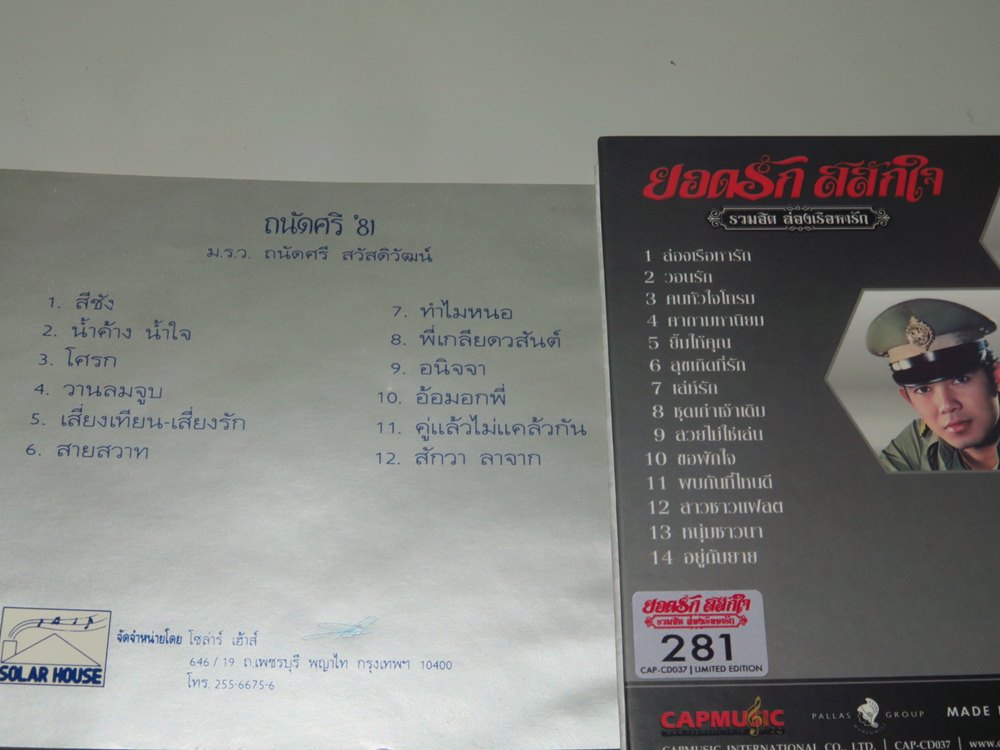 ถนัดศรี '81
ม.ร.ว. ถนัดศรี สวัสดิวัฒน์
1. สีชัง
2. น้ำค้าง น้ำใจ
3. โศรก
4. วานลมจูบ
5. เสี่ยงเทียน-เสี่ยงรัก
6. สายสวาท
7. ทำไมหนอ
8. พี่เกลียดวสันต์
9. อนิจจา
10. อ้อมอกพี่
11. คู่แล้วไม่แคล้วกัน
12. สักวา ลาจาก
SOLAR HOUSE
จัดจำหน่ายโดย โซล่าร์ เฮ้าส์
646/19 ถ.เพชรบุรี พญาไท กรุงเทพฯ 10400
โทร. 255-6675-6
ยอดรัก สลักใจ
รวมฮิต ล่องเรือหารัก
1 ล่องเรือหารัก
2 วอนรัก
3 คนหัวใจโทรม
4 คาถามหานิยม
5 ยิ้มให้คุณ
6 สุขเถิดที่รัก
7 เล่ห์รัก
8 ชุดเก่าเจ้าเดิม
9 สวยไม่ใช่เล่น
10 ขอพักใจ
11 พบกันที่ไหนดี
12 สาวชาวแฟลต
13 หนุ่มชาวนา
14 อยู่กับยาย
ยอดรัก สลักใจ
รวมฮิต ล่องเรือหารัก
281
CAP-CD037 | LIMITED EDITION
CAPMUSIC
PALLAS GROUP
MADE
CAPMUSIC INTERNATIONAL CO., LTD. | CAP-CD037 |